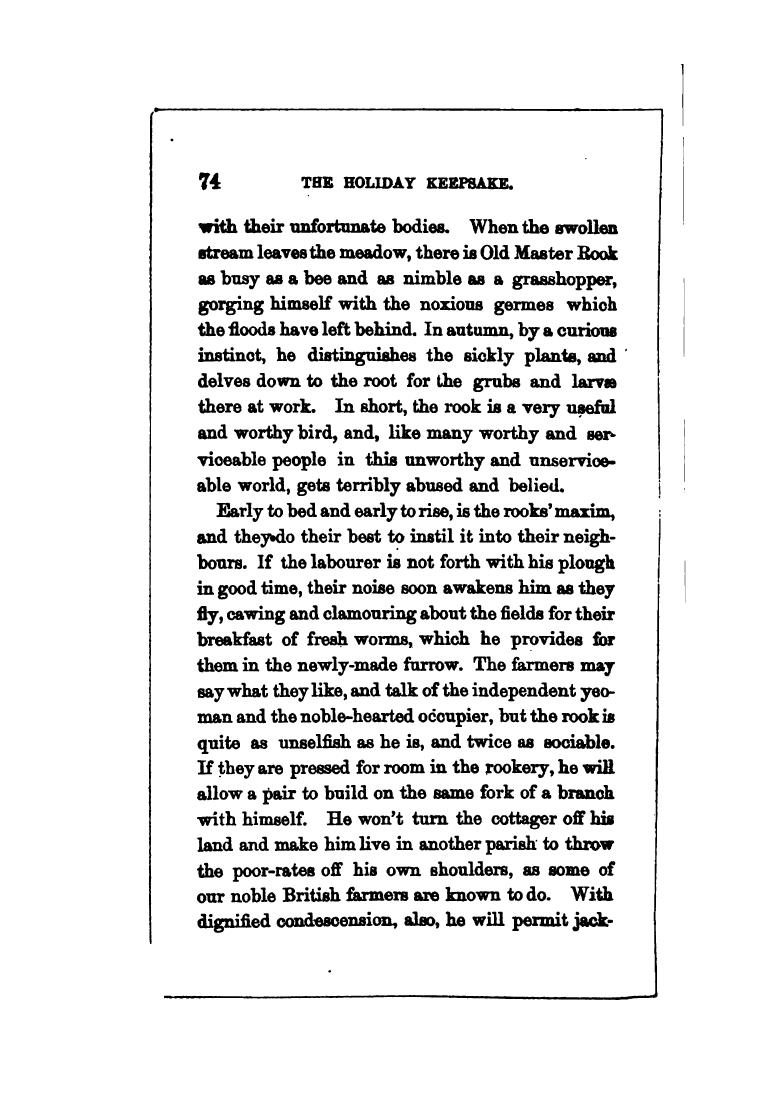 74 THE HOLIDAY KEEPSAKE.
with their unfortunate bodies. When the swollen
stream leaves the meadow, there is Old Master Rook
as busy as a bee and as nimble as a grasshopper,
gorging himself with the noxious germes which
the floods have left behind. In autumn, by a curious
instinct, he distinguishes the sickly plants, and
delves down to the root for the grubs and larvæ
there at work. In short, the rook is a very useful
and worthy bird, and, like many worthy and ser-
viceable people in this unworthy and unservice-
able world, gets terribly abused and belied.
Early to bed and early to rise, is the rooks' maxim,
and they do their best to instil it into their neigh-
bours. If the labourer is not forth with his plough
in good time, their noise soon awakens him as they
fly, cawing and clamouring about the fields for their
breakfast of fresh worms, which he provides for
them in the newly-made furrow. The farmers may
say what they like, and talk of the independent yeo-
man and the noble-hearted occupier, but the rook is
quite as unselfish as he is, and twice as sociable.
If they are pressed for room in the rookery, he will
allow a pair to build on the same fork of a branch
with himself. He won't turn the cottager off his
land and make him live in another parish to throw
the poor-rates off his own shoulders, as some of
our noble British farmers are known to do. With
dignified condescension, also, he will permit jack-